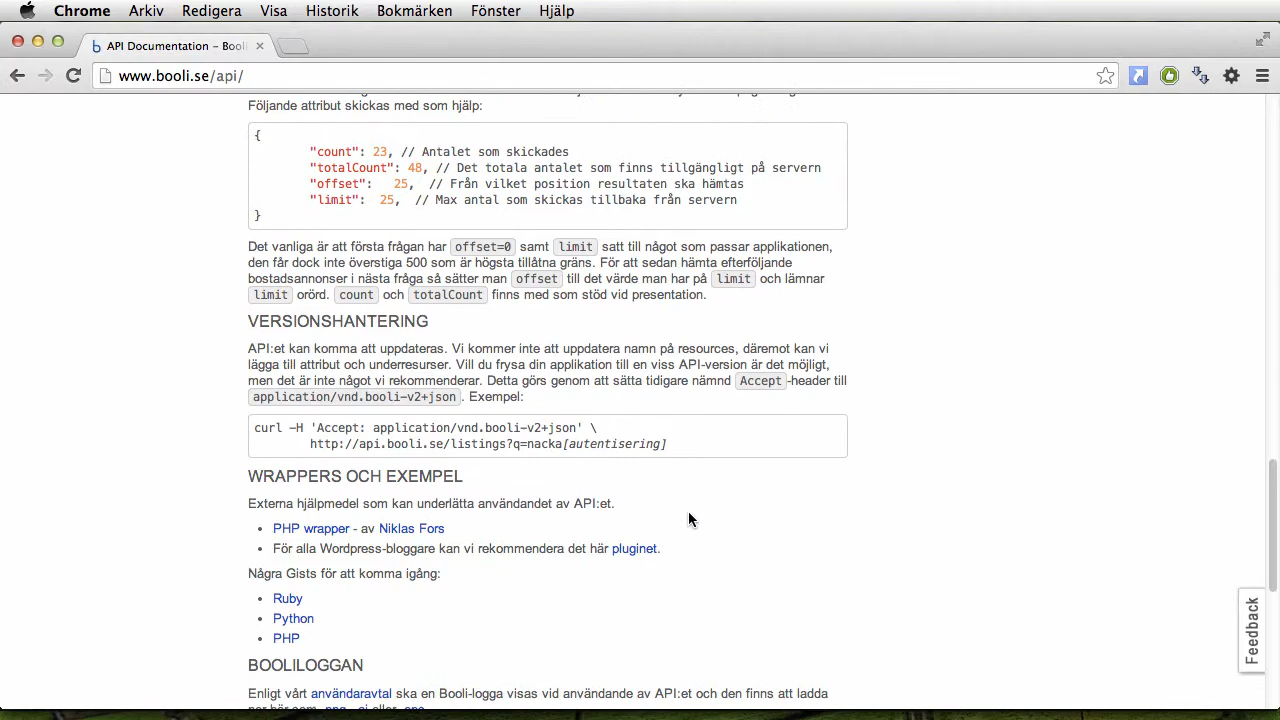 Chrome Arkiv Redigera Visa Historik Bokmärken Fönster Hjälp
API Documentation – Booli
www.booli.se/api/
Följande attribut skickas med som hjälp:
{
"count": 23, // Antalet som skickades
"totalCount": 48, // Det totala antalet som finns tillgängligt på servern
"offset": 25, // Från vilket position resultaten ska hämtas
"limit": 25, // Max antal som skickas tillbaka från servern
}
Det vanliga är att första frågan har offset=0 samt limit satt till något som passar applikationen,
den får dock inte överstiga 500 som är högsta tillåtna gräns. För att sedan hämta efterföljande
bostadsannonser i nästa fråga så sätter man offset till det värde man har på limit och lämnar
limit orörd. count och totalCount finns med som stöd vid presentation.
VERSIONSHANTERING
API:et kan komma att uppdateras. Vi kommer inte att uppdatera namn på resources, däremot kan vi
lägga till attribut och underresurser. Vill du frysa din applikation till en viss API-version är det möjligt,
men det är inte något vi rekommenderar. Detta görs genom att sätta tidigare nämnd Accept-header till
application/vnd.booli-v2+json. Exempel:
curl -H 'Accept: application/vnd.booli-v2+json' \
http://api.booli.se/listings?q=nacka[autentisering]
WRAPPERS OCH EXEMPEL
Externa hjälpmedel som kan underlätta användandet av API:et.
• PHP wrapper - av Niklas Fors
• För alla Wordpress-bloggare kan vi rekommendera det här pluginet.
Några Gists för att komma igång:
• Ruby
• Python
• PHP
BOOLILOGGAN
Enligt vårt användaravtal ska en Booli-logga visas vid användande av API:et och den finns att ladda
Feedback